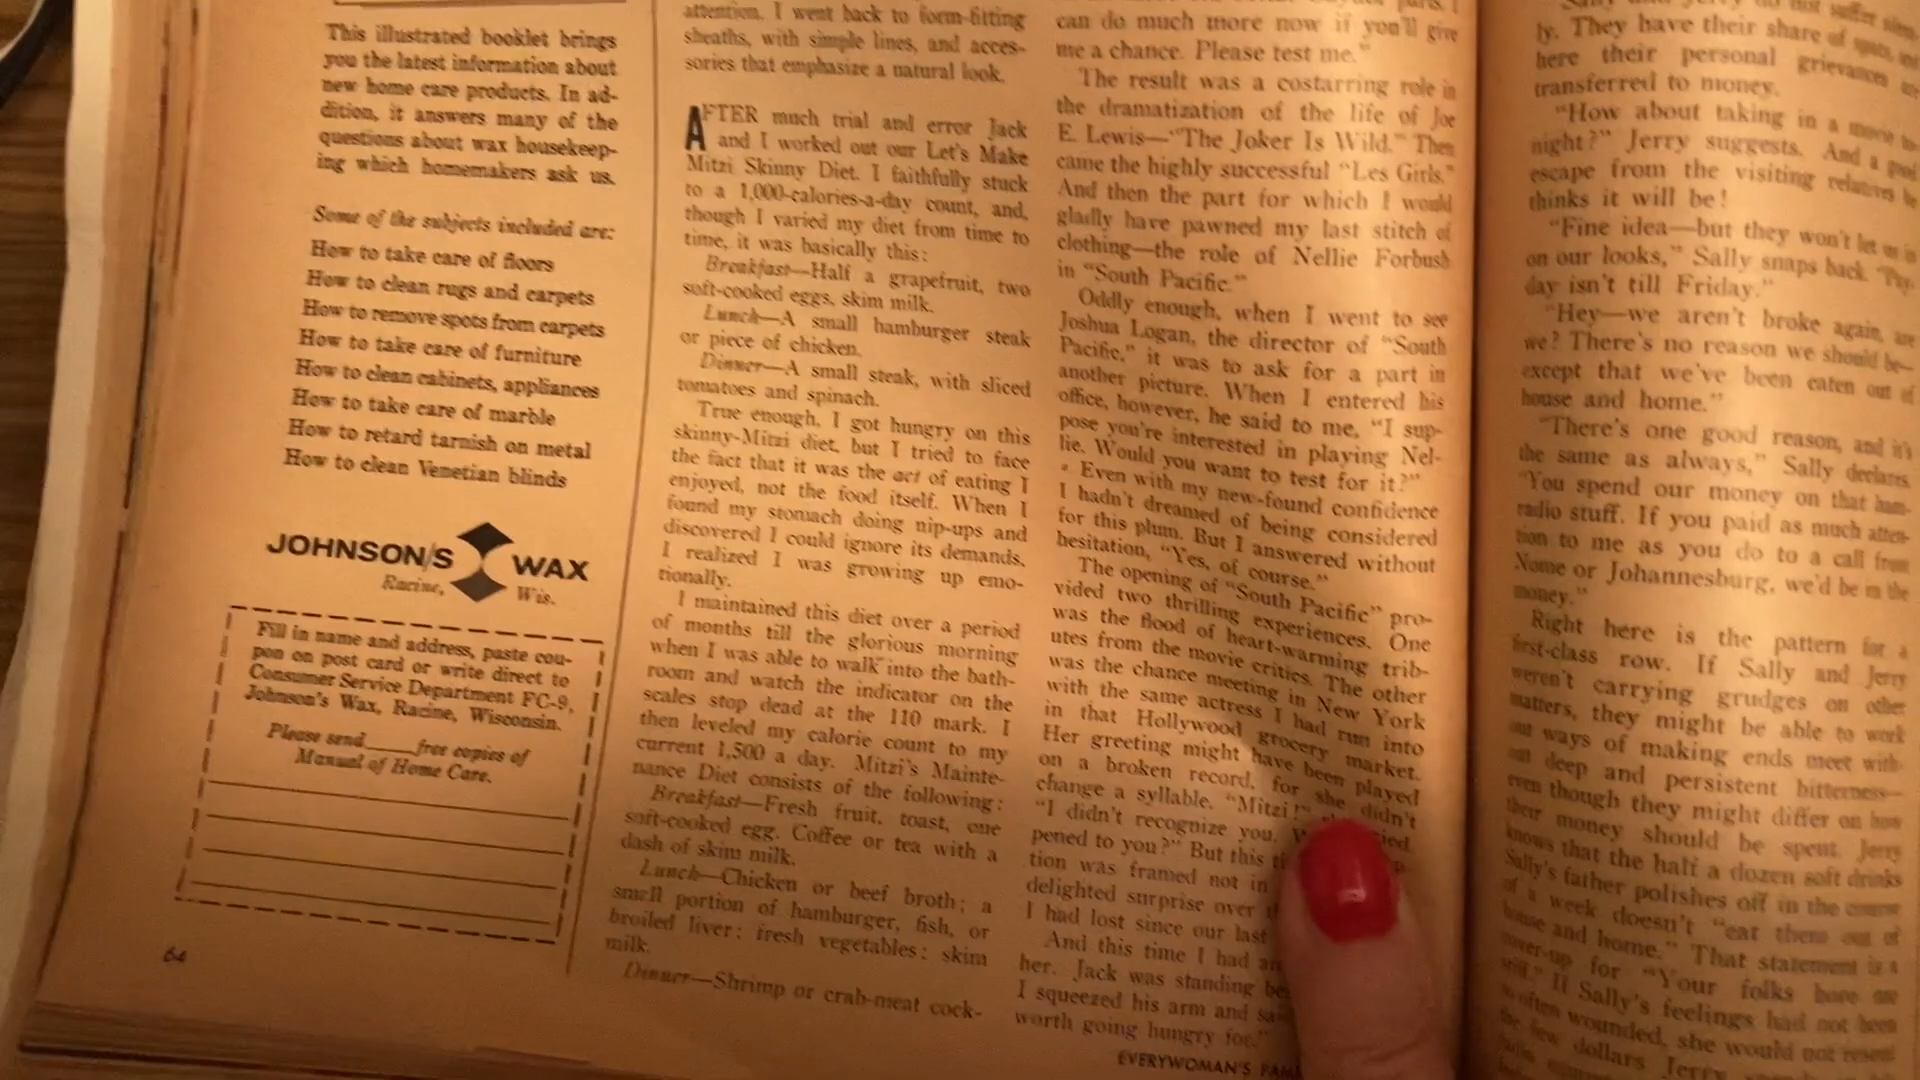 This illustrated booklet brings
you the latest information about
new home care products. In ad-
dition, it answers many of the
questions about wax housekeep-
ing which homemakers ask us.
Some of the subjects included are:
How to take care of floors
How to clean rugs and carpets
How to remove spots from carpets
How to take care of furniture
How to clean cabinets, appliances
How to take care of marble
How to retard tarnish on metal
How to clean Venetian blinds
JOHNSON/S WAX
Racine, Wis.
Fill in name and address, paste cou-
pon on post card or write direct to
Consumer Service Department FC-9,
Johnson's Wax, Racine, Wisconsin.
Please send____free copies of
Manual of Home Care.
64
attention. I went back to form-fitting
sheaths, with simple lines, and acces-
sories that emphasize a natural look.
AFTER much trial and error Jack
and I worked out our Let's Make
Mitzi Skinny Diet. I faithfully stuck
to a 1,000-calories-a-day count, and,
though I varied my diet from time to
time, it was basically this:
Breakfast—Half a grapefruit, two
soft-cooked eggs, skim milk.
Lunch—A small hamburger steak
or piece of chicken.
Dinner—A small steak, with sliced
tomatoes and spinach.
True enough, I got hungry on this
skinny-Mitzi diet, but I tried to face
the fact that it was the act of eating I
enjoyed, not the food itself. When I
found my stomach doing nip-ups and
discovered I could ignore its demands,
I realized I was growing up emo-
tionally.
I maintained this diet over a period
of months till the glorious morning
when I was able to walk into the bath-
room and watch the indicator on the
scales stop dead at the 110 mark. I
then leveled my calorie count to my
current 1,500 a day. Mitzi's Mainte-
nance Diet consists of the following:
Breakfast—Fresh fruit, toast, one
soft-cooked egg. Coffee or tea with a
dash of skim milk.
Lunch—Chicken or beef broth; a
small portion of hamburger, fish, or
broiled liver; fresh vegetables; skim
milk.
Dinner—Shrimp or crab-meat cock-
can do much more now if you'll give
me a chance. Please test me."
The result was a costarring role in
the dramatization of the life of Joe
E. Lewis—"The Joker Is Wild." Then
came the highly successful "Les Girls."
And then the part for which I would
gladly have pawned my last stitch of
clothing—the role of Nellie Forbush
in "South Pacific."
Oddly enough, when I went to see
Joshua Logan, the director of "South
Pacific," it was to ask for a part in
another picture. When I entered his
office, however, he said to me, "I sup-
pose you're interested in playing Nel-
lie. Would you want to test for it?"
Even with my new-found confidence
I hadn't dreamed of being considered
for this plum. But I answered without
hesitation, "Yes, of course."
The opening of "South Pacific" pro-
vided two thrilling experiences. One
was the flood of heart-warming trib-
utes from the movie critics. The other
was the chance meeting in New York
with the same actress I had run into
in that Hollywood grocery market.
Her greeting might have been played
on a broken record, for she didn't
change a syllable. "Mitzi!"
"I didn't recognize you.
pened to you?" But this
tion was framed not in
delighted surprise over
I had lost since our last
And this time I had
her. Jack was standing
I squeezed his arm and
worth going hungry for."
EVERYWOMAN'S
ly. They have their share of spats, and
here their personal grievances are
transferred to money.
"How about taking in a movie to-
night?" Jerry suggests. And a good
escape from the visiting relatives he
thinks it will be!
"Fine idea—but they won't let us in
on our looks," Sally snaps back. "Pay-
day isn't till Friday."
"Hey—we aren't broke again, are
we? There's no reason we should be—
except that we've been eaten out of
house and home."
"There's one good reason, and it's
the same as always," Sally declares.
"You spend our money on that ham-
radio stuff. If you paid as much atten-
tion to me as you do to a call from
Nome or Johannesburg, we'd be in the
money."
Right here is the pattern for a
first-class row. If Sally and Jerry
weren't carrying grudges on other
matters, they might be able to work
out ways of making ends meet with-
out deep and persistent bitterness—
even though they might differ on how
their money should be spent. Jerry
knows that the half a dozen soft drinks
Sally's father polishes off in the course
of a week doesn't "eat them out of
house and home." That statement is a
cover-up for "Your folks bore me
stiff." If Sally's feelings had not been
so often wounded, she would not resent
the few dollars Jerry